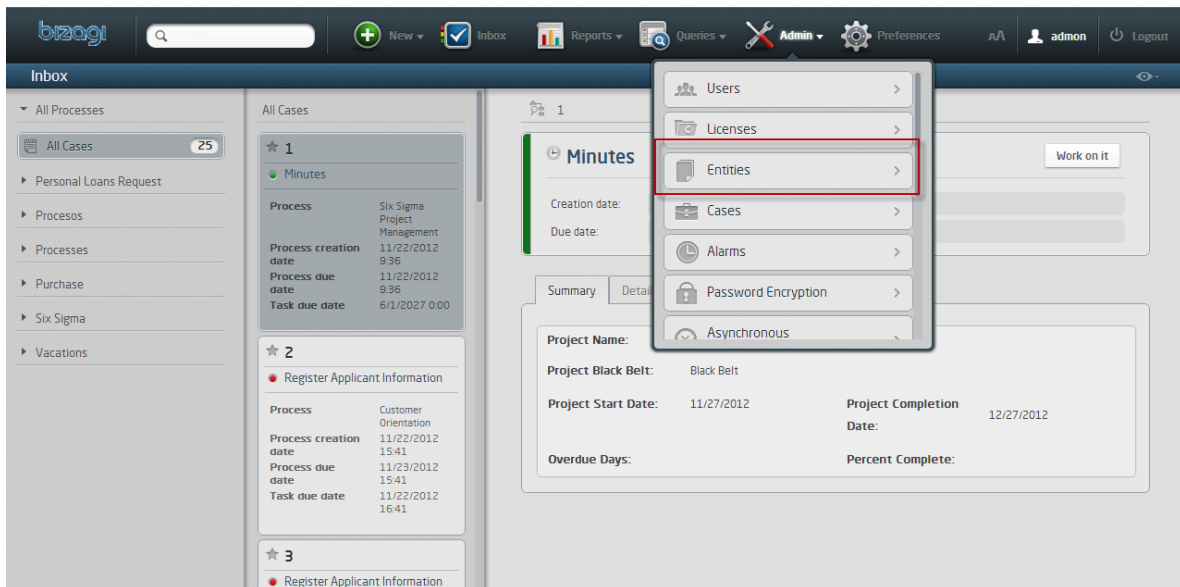 bizagi
New
Inbox
Reports
Queries
Admin
Preferences
admon
Logout
Inbox
All Processes
All Cases 25
Personal Loans Request
Procesos
Processes
Purchase
Six Sigma
Vacations
All Cases
1
Minutes
Process Six Sigma
Project
Management
Process creation 11/22/2012
date 9:36
Process due 11/22/2012
date 9:36
Task due date 6/1/2027 0:00
2
Register Applicant Information
Process Customer
Orientation
Process creation 11/22/2012
date 15:41
Process due 11/23/2012
date 15:41
Task due date 11/22/2012
16:41
3
Register Applicant Information
1
Minutes
Work on it
Creation date:
Due date:
Summary
Project Name:
Project Black Belt: Black Belt
Project Start Date: 11/27/2012
Project Completion
Date: 12/27/2012
Overdue Days:
Percent Complete:
Users
Licenses
Entities
Cases
Alarms
Password Encryption
Asynchronous